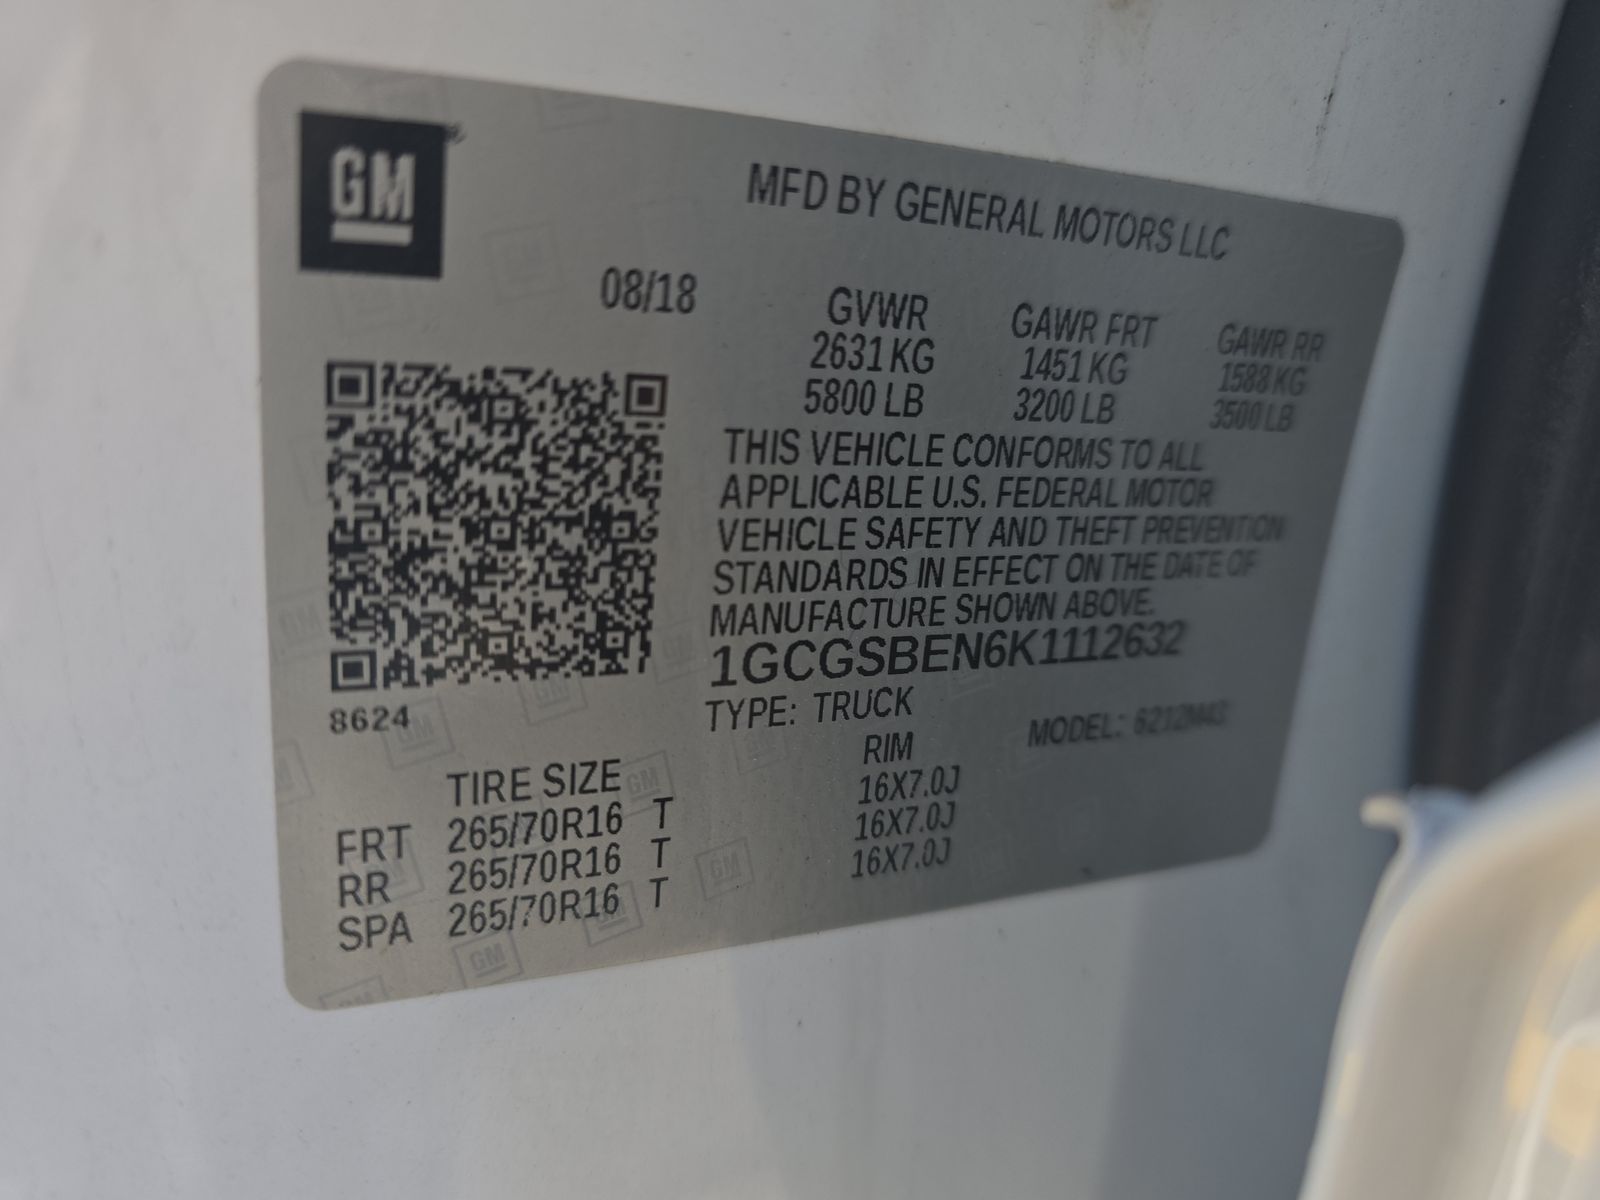 GM
MFD BY GENERAL MOTORS LLC
08/18
GVWR GAWR FRT GAWR RR
2631 KG 1451 KG 1588 KG
5800 LB 3200 LB 3500 LB
THIS VEHICLE CONFORMS TO ALL
APPLICABLE U.S. FEDERAL MOTOR
VEHICLE SAFETY AND THEFT PREVENTION
STANDARDS IN EFFECT ON THE DATE OF
MANUFACTURE SHOWN ABOVE.
1GCGSBEN6K1112632
8624
TYPE: TRUCK MODEL:
TIRE SIZE RIM
FRT 265/70R16 T 16X7.0J
RR 265/70R16 T 16X7.0J
SPA 265/70R16 T 16X7.0J